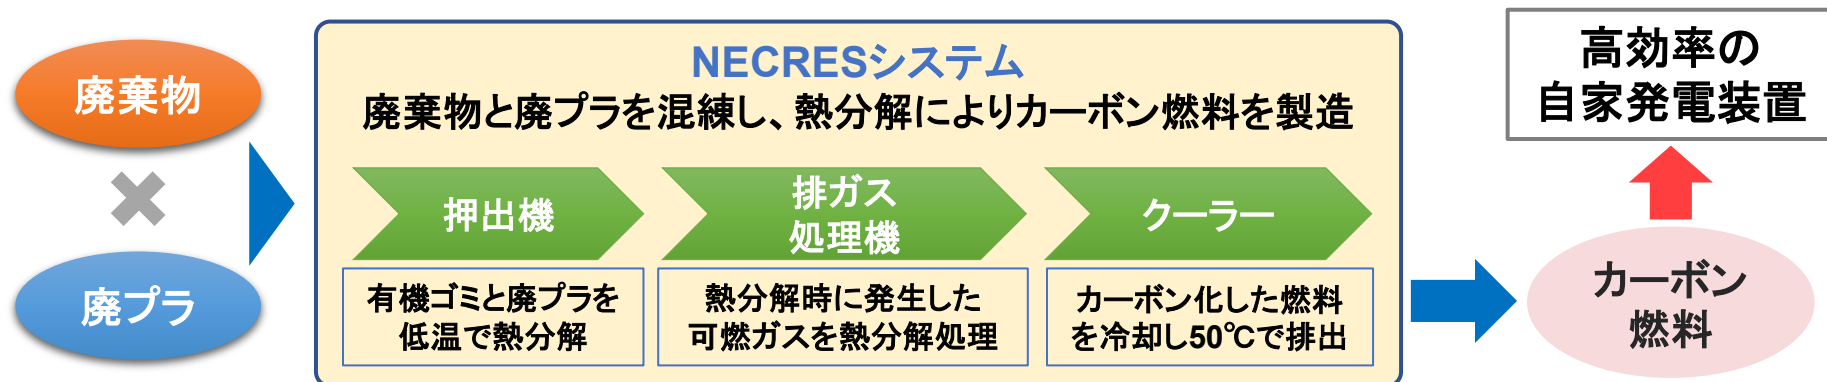 廃棄物
廃プラ
NECRESシステム
廃棄物と廃プラを混練し、熱分解によりカーボン燃料を製造
押出機
有機ゴミと廃プラを
低温で熱分解
排ガス
処理機
熱分解時に発生した
可燃ガスを熱分解処理
クーラー
カーボン化した燃料
を冷却し50℃で排出
カーボン
燃料
高効率の
自家発電装置